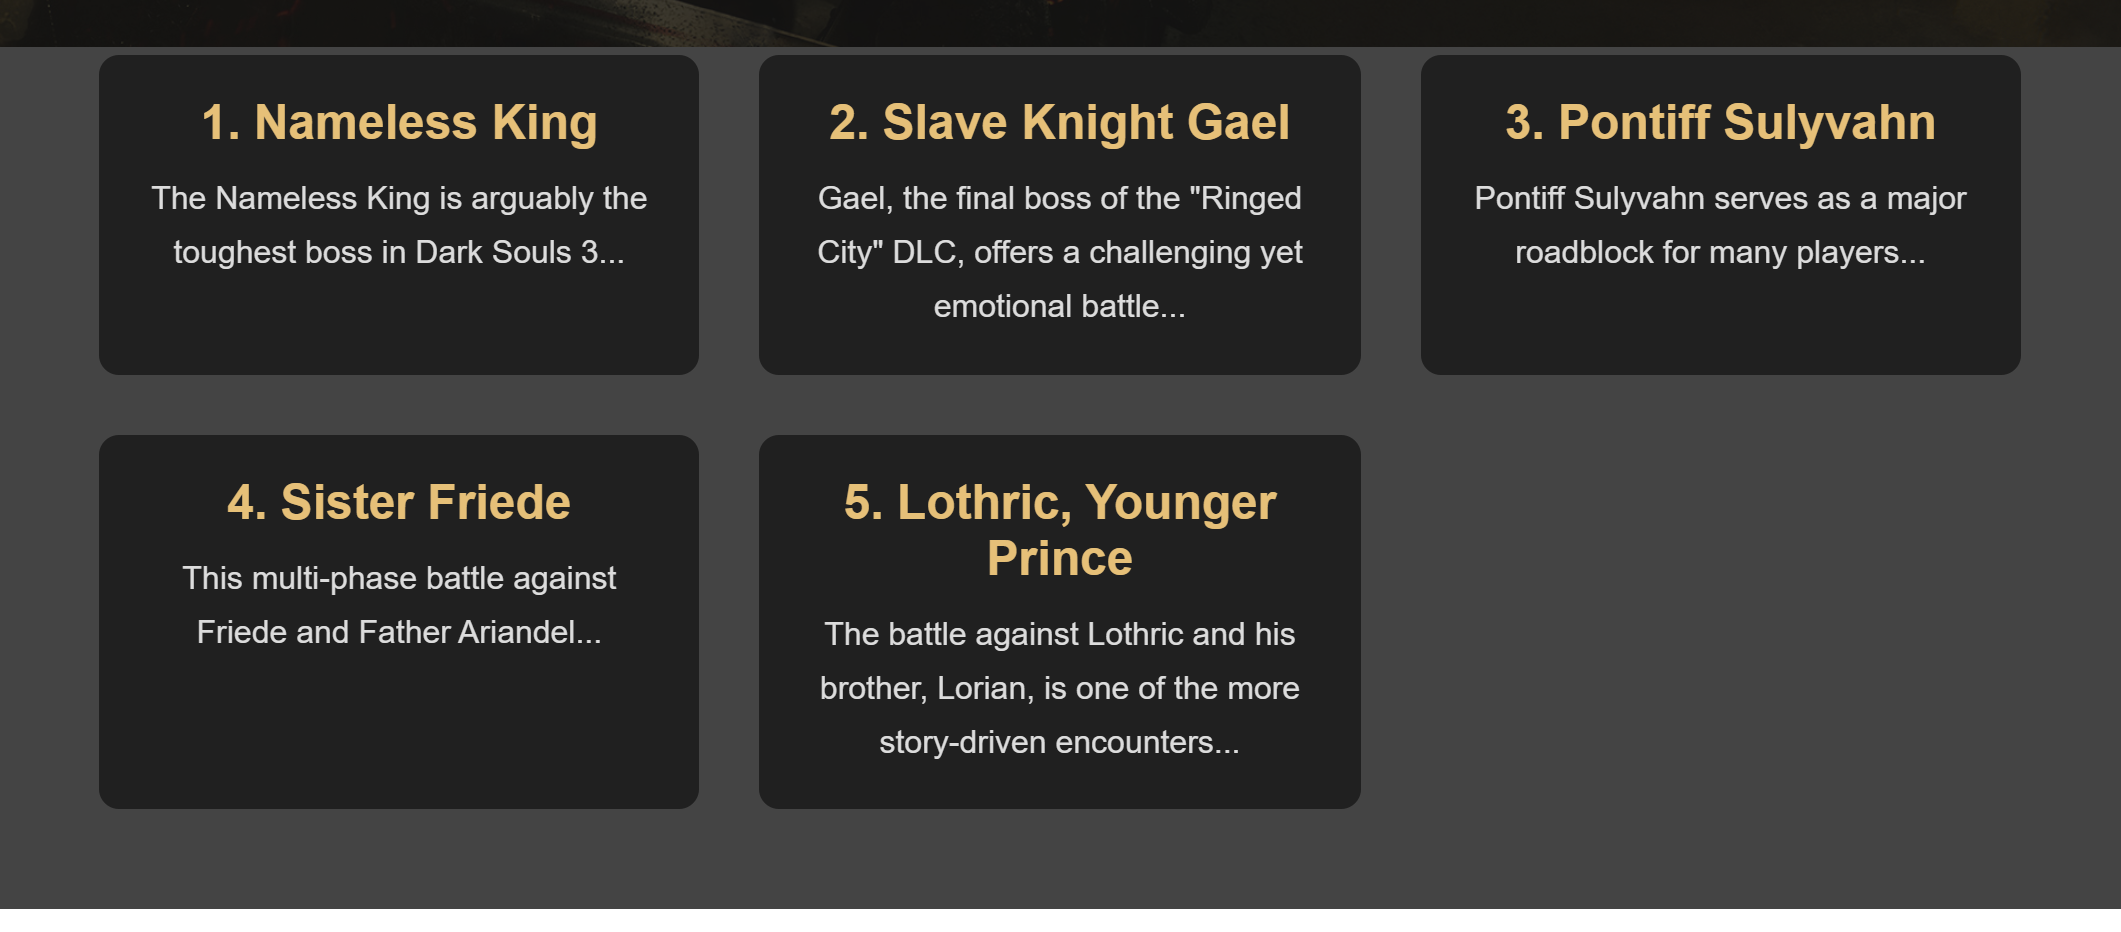 1. Nameless King
The Nameless King is arguably the
toughest boss in Dark Souls 3...
2. Slave Knight Gael
Gael, the final boss of the "Ringed
City" DLC, offers a challenging yet
emotional battle...
3. Pontiff Sulyvahn
Pontiff Sulyvahn serves as a major
roadblock for many players...
4. Sister Friede
This multi-phase battle against
Friede and Father Ariandel...
5. Lothric, Younger
Prince
The battle against Lothric and his
brother, Lorian, is one of the more
story-driven encounters...